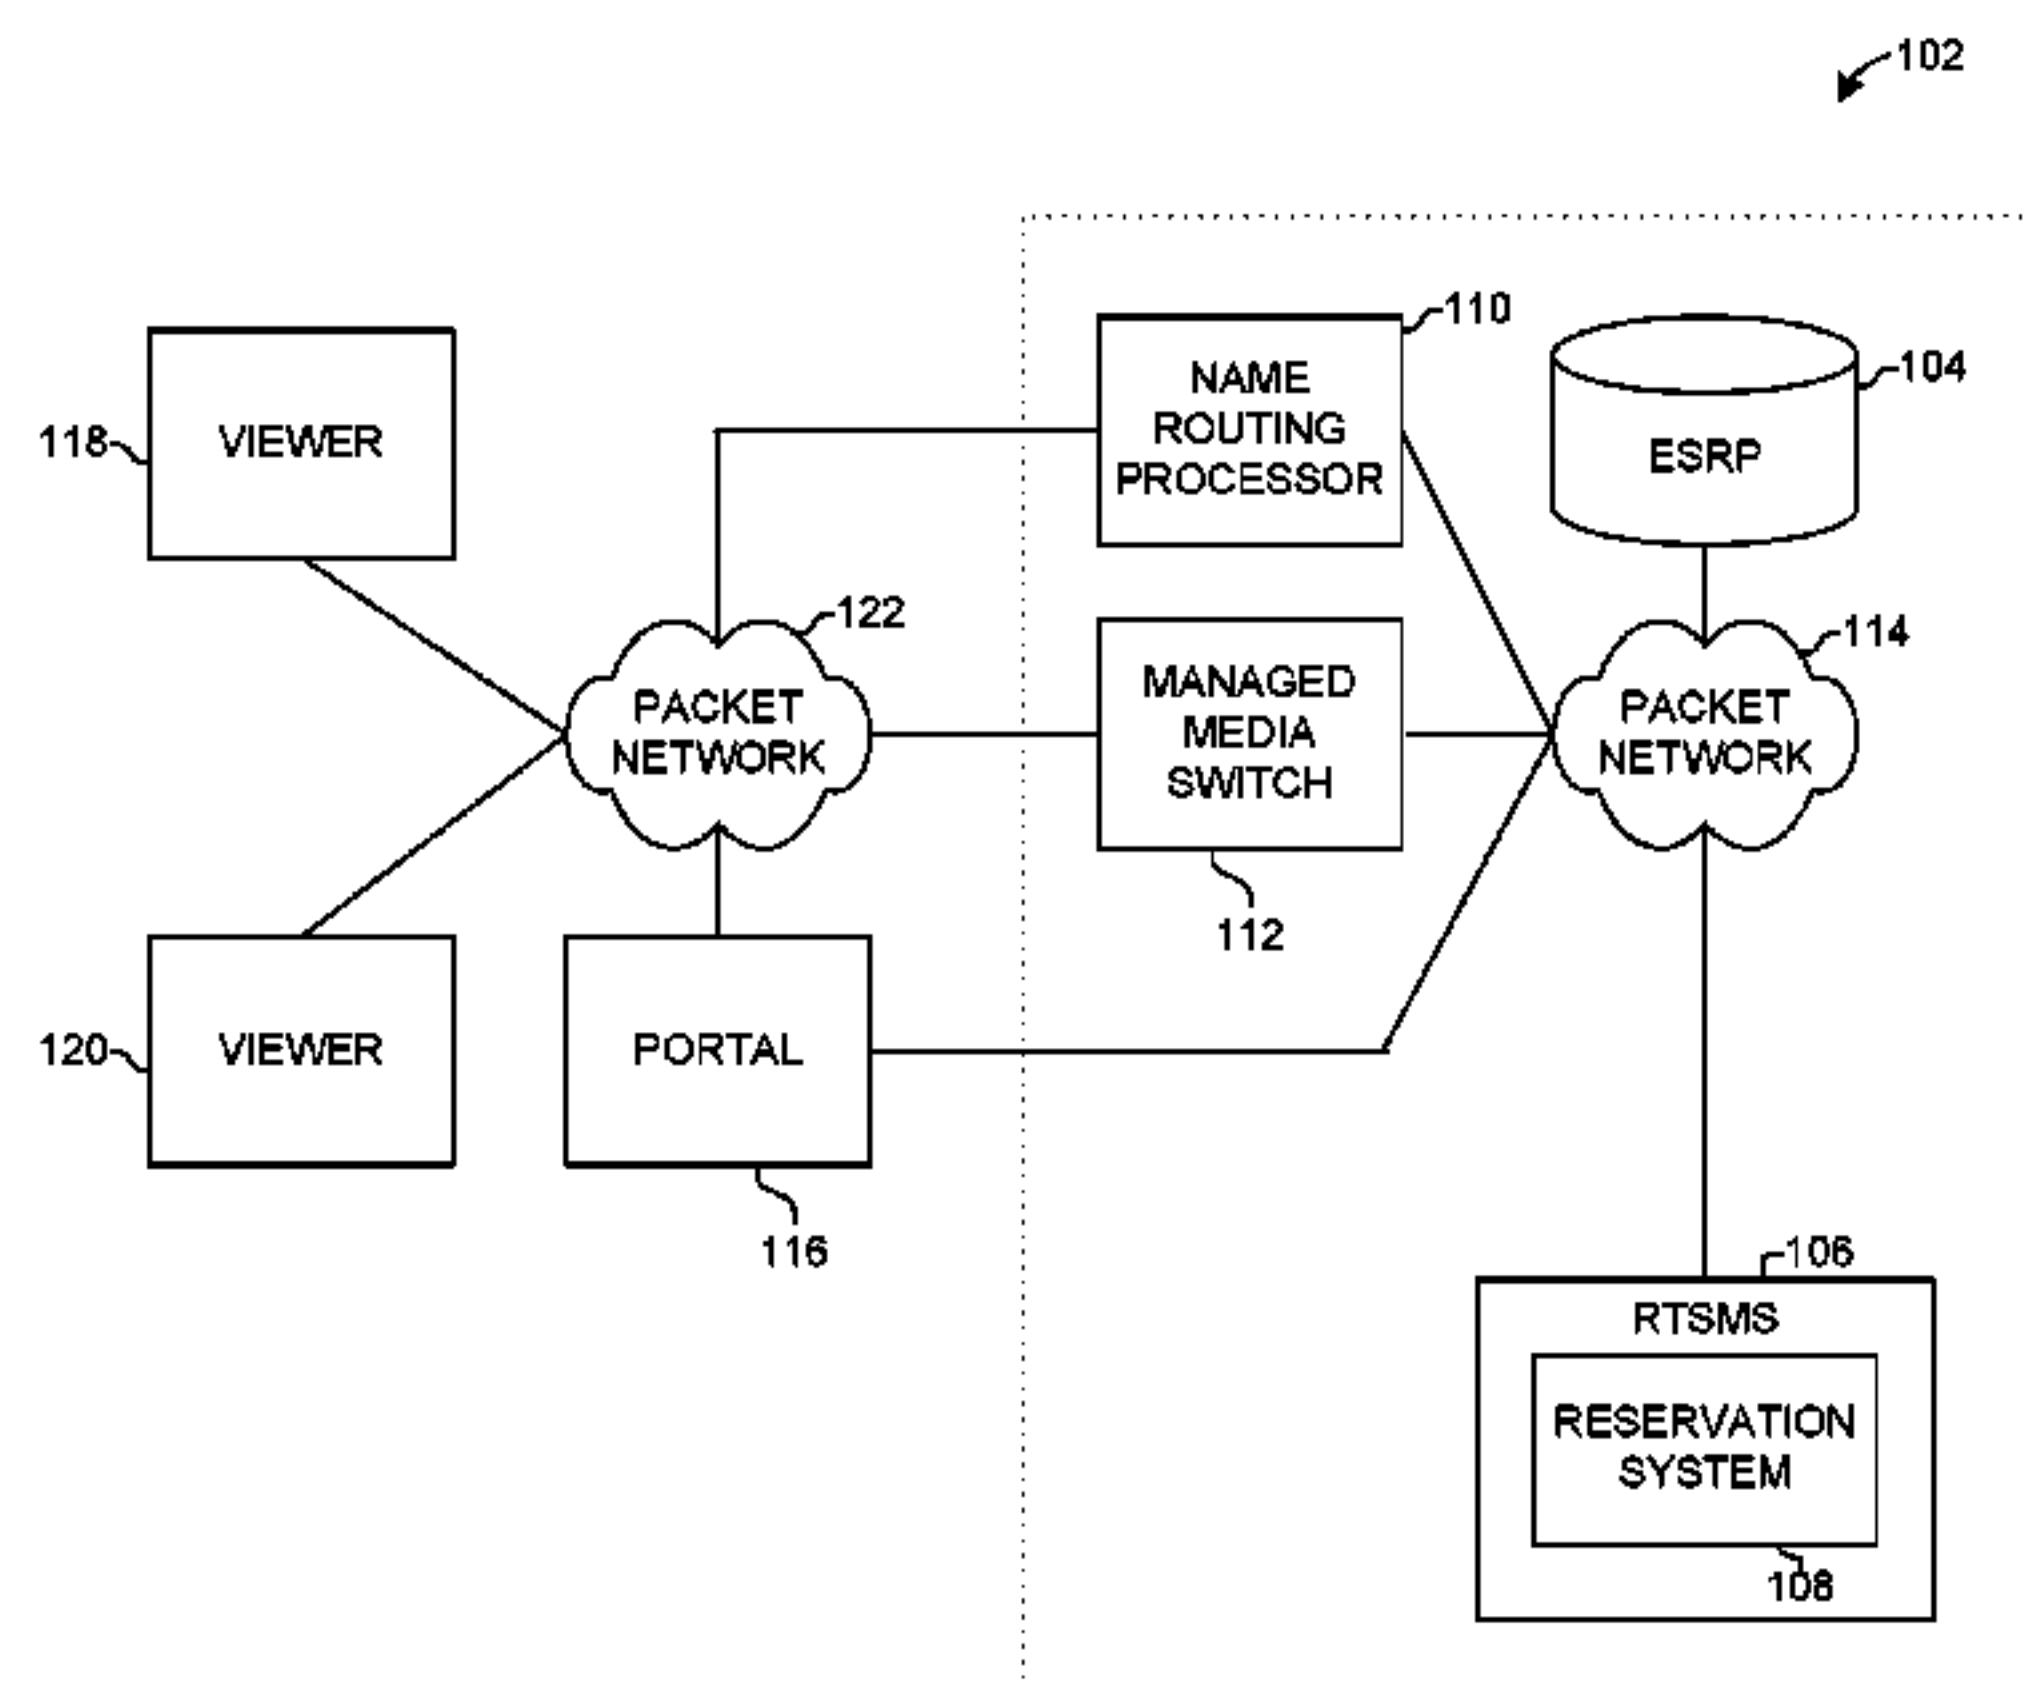 102
110
NAME
ROUTING
PROCESSOR
104
ESRP
118
VIEWER
122
PACKET
NETWORK
MANAGED
MEDIA
SWITCH
112
114
PACKET
NETWORK
120
VIEWER
PORTAL
116
106
RTSMS
RESERVATION
SYSTEM
108